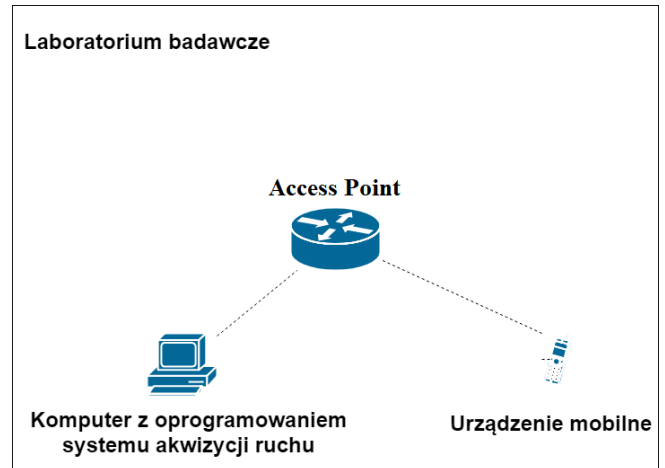 Laboratorium badawcze
Access Point
Komputer z oprogramowaniem
systemu akwizycji ruchu
Urządzenie mobilne